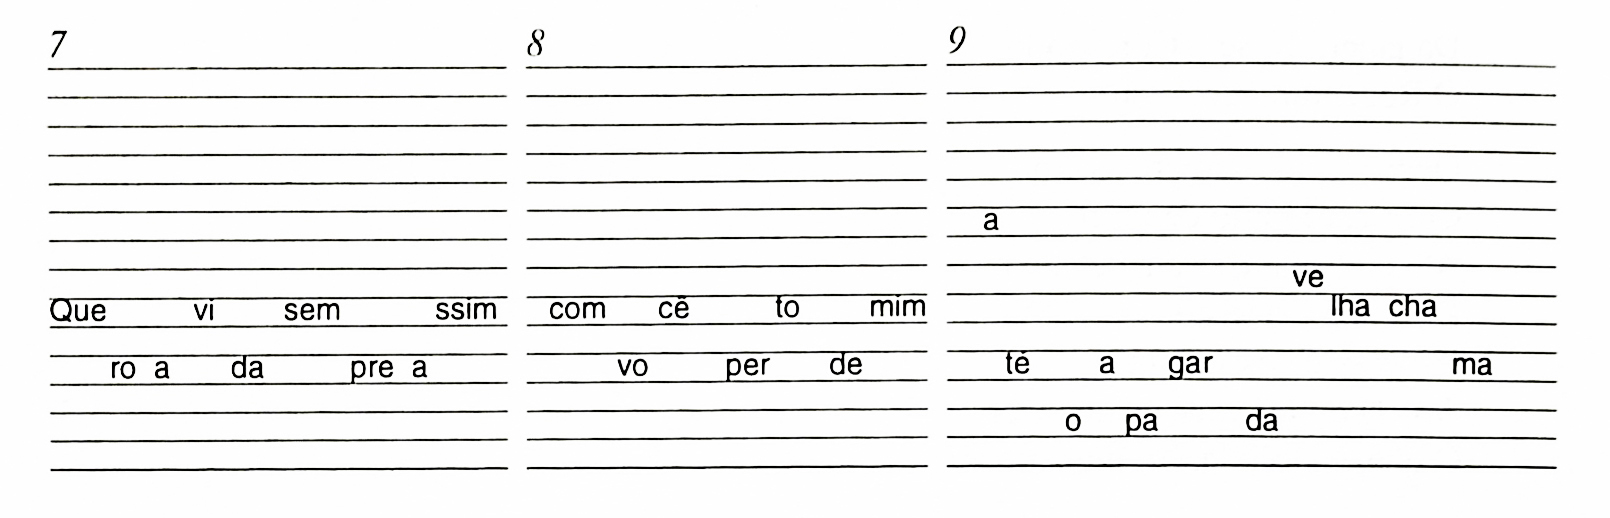 7 8 9
a
ve
Que vi sem ssim com cê to mim lha cha
ro a da pre a vo per de té a gar ma
o pa da